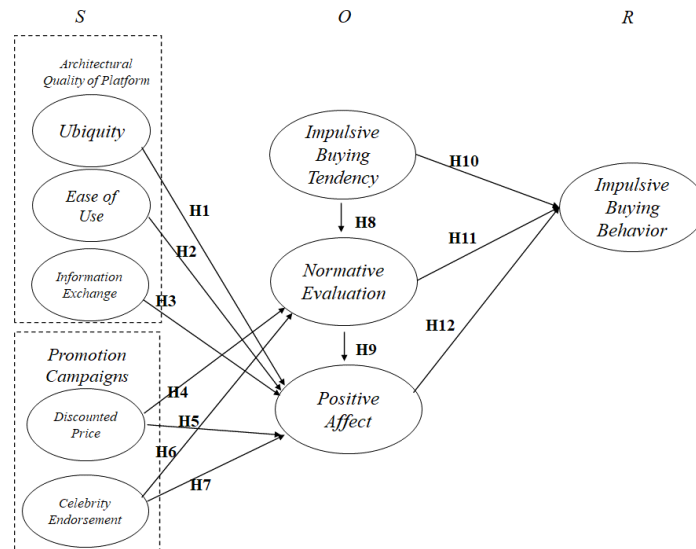 S
O
R
Architectural
Quality of Platform
Ubiquity
Ease of
Use
Information
Exchange
Promotion
Campaigns
Discounted
Price
Celebrity
Endorsement
H1
H2
H3
H4
H5
H6
H7
Impulsive
Buying
Tendency
H8
Normative
Evaluation
H9
Positive
Affect
H10
H11
H12
Impulsive
Buying
Behavior